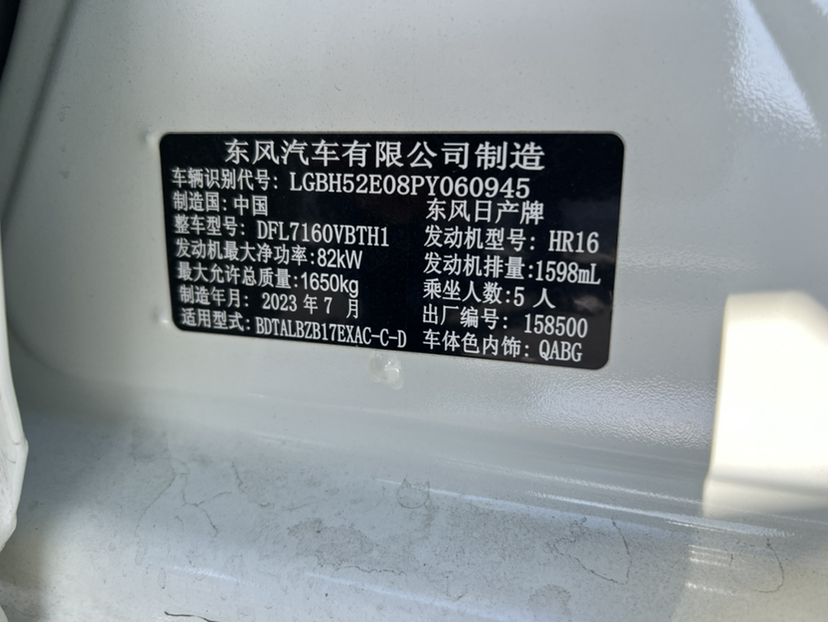 东风汽车有限公司制造
车辆识别代号: LGBH52E08PY060945
制造国: 中国 东风日产牌
整车型号: DFL7160VBTH1 发动机型号: HR16
发动机最大净功率:82kW 发动机排量:1598mL
最大允许总质量:1650kg 乘坐人数:5 人
制造年月: 2023 年 7 月 出厂编号: 158500
适用型式: BDTALBZB17EXAC-C-D 车体色内饰: QABG